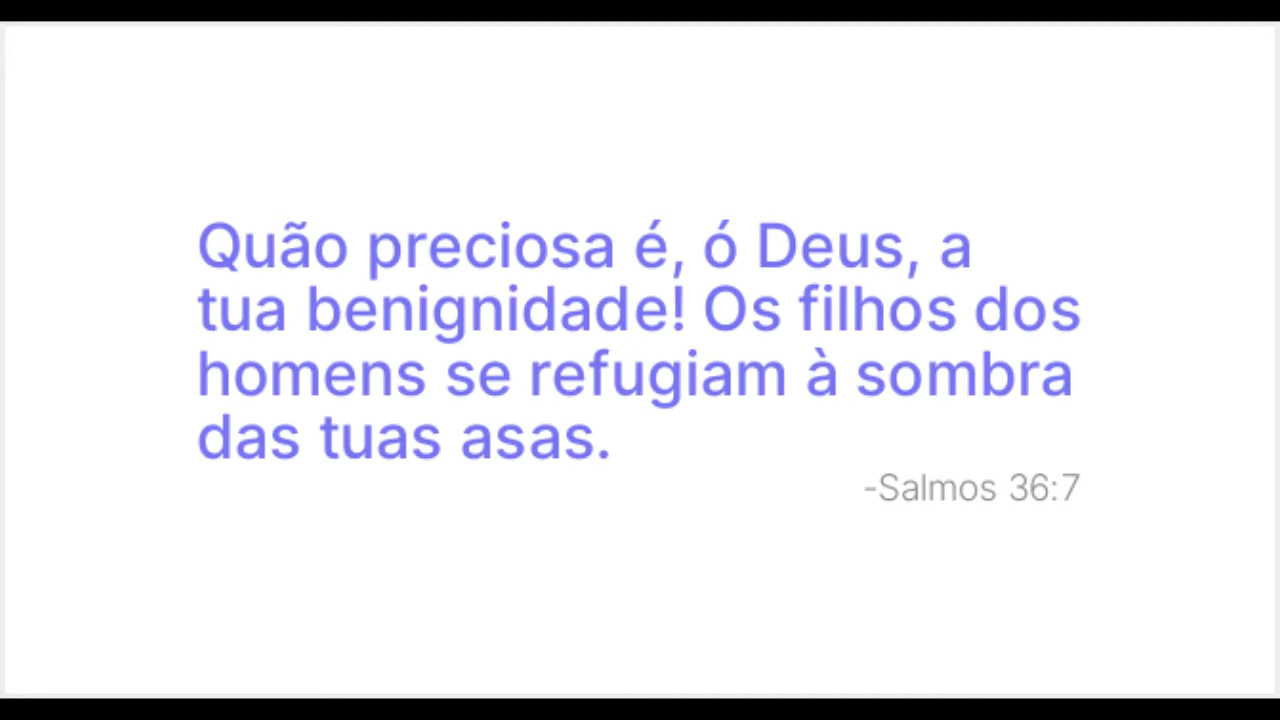 Quão preciosa é, ó Deus, a
tua benignidade! Os filhos dos
homens se refugiam à sombra
das tuas asas.
-Salmos 36:7